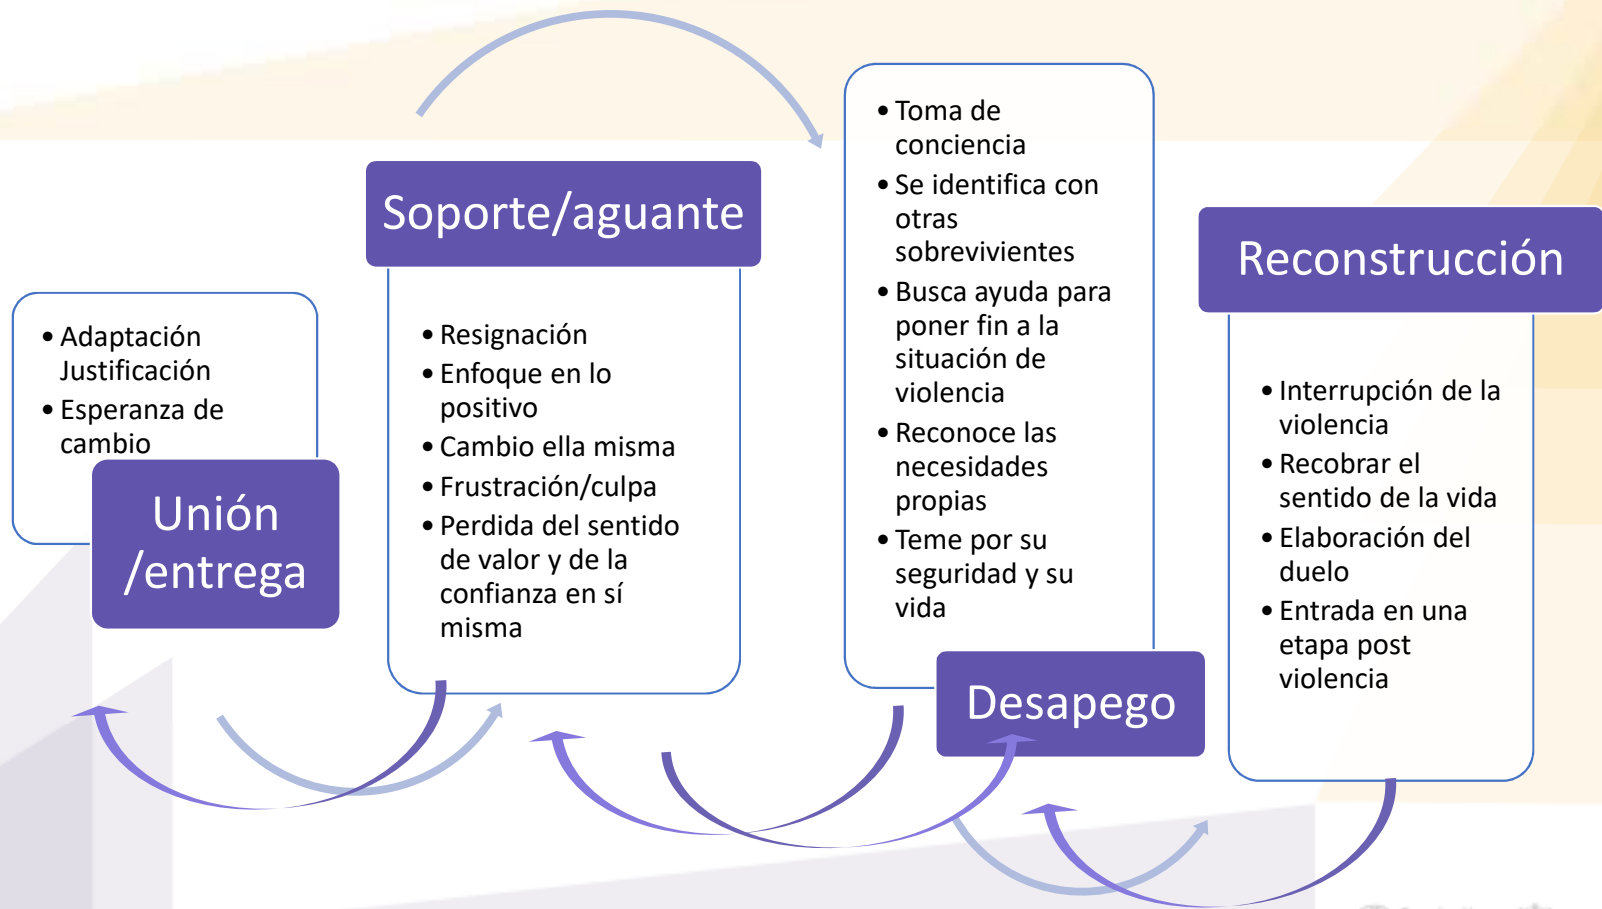 • Adaptación
Justificación
• Esperanza de
cambio
Unión
/entrega
Soporte/aguante
• Resignación
• Enfoque en lo
positivo
• Cambio ella misma
• Frustración/culpa
• Perdida del sentido
de valor y de la
confianza en sí
misma
• Toma de
conciencia
• Se identifica con
otras
sobrevivientes
• Busca ayuda para
poner fin a la
situación de
violencia
• Reconoce las
necesidades
propias
• Teme por su
seguridad y su
vida
Desapego
Reconstrucción
• Interrupción de la
violencia
• Recobrar el
sentido de la vida
• Elaboración del
duelo
• Entrada en una
etapa post
violencia